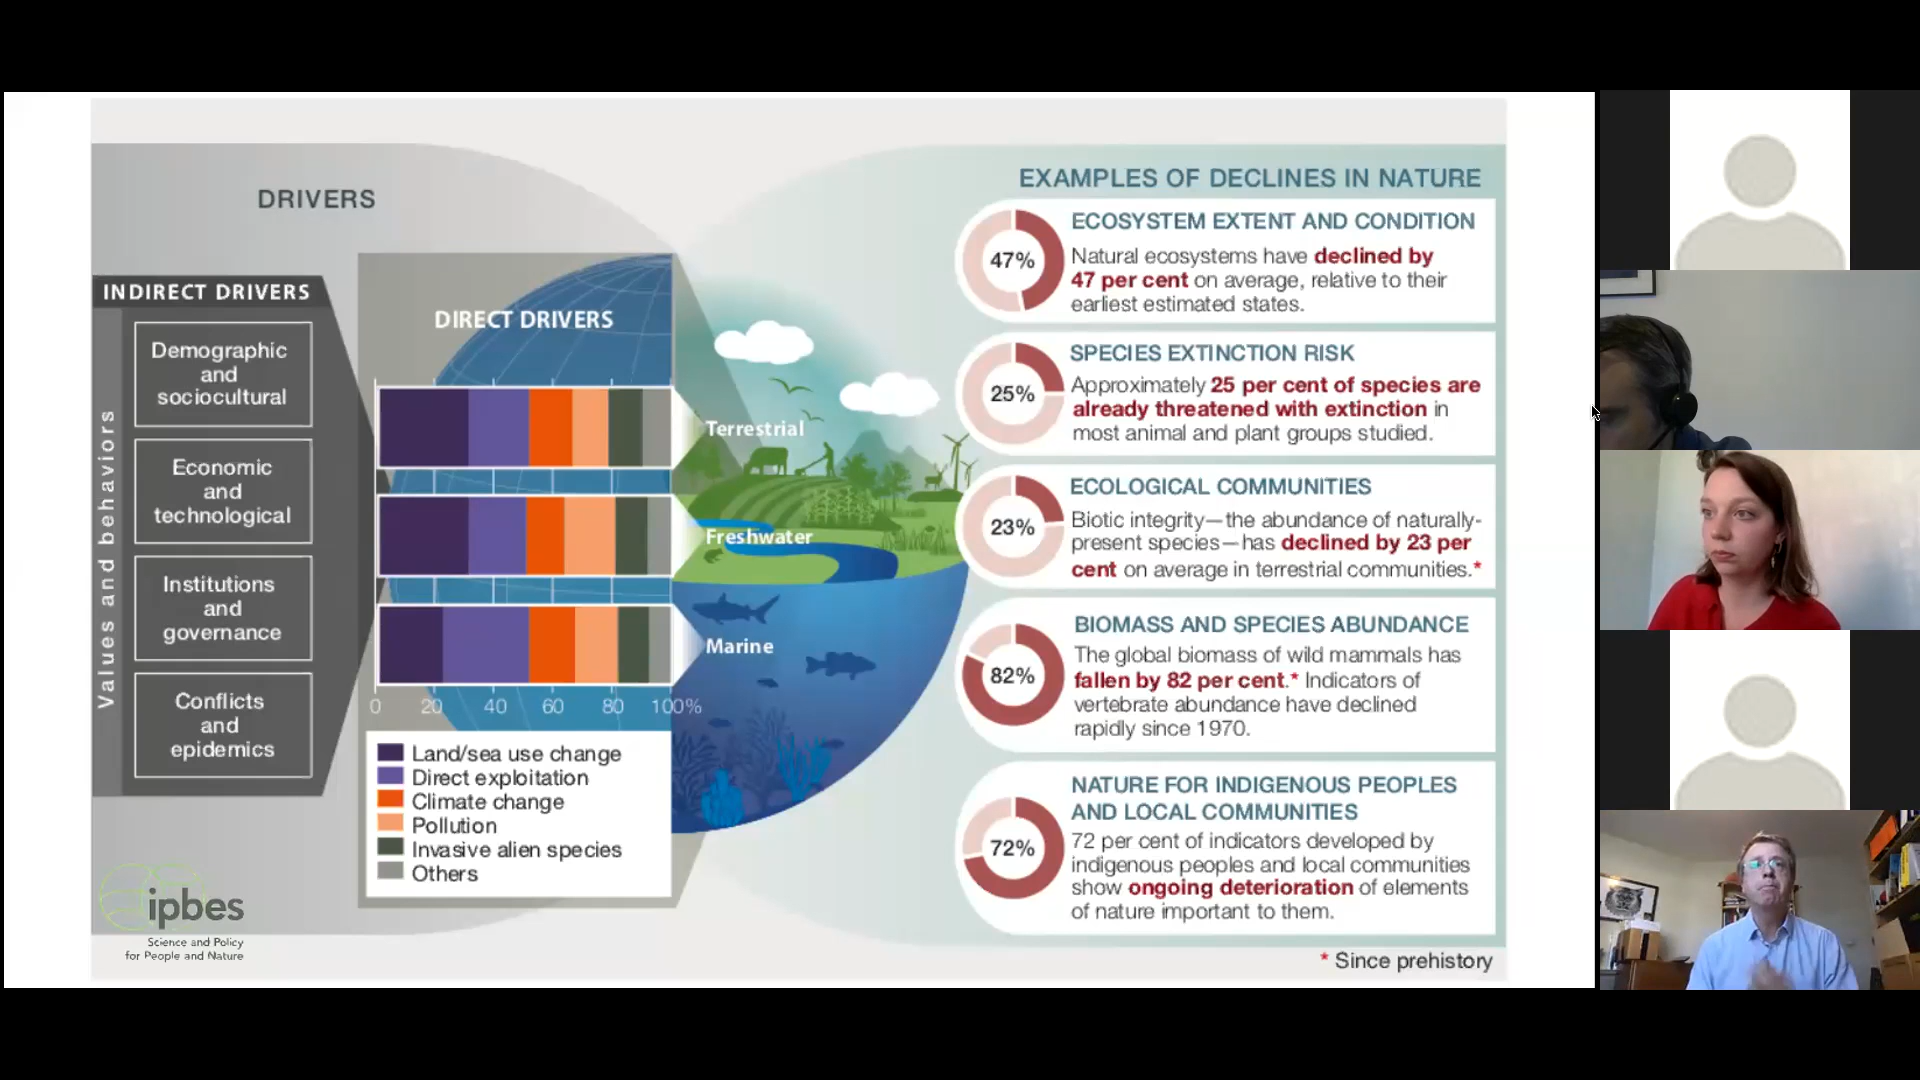 DRIVERS
INDIRECT DRIVERS
Values and behaviors
Demographic
and
sociocultural
Economic
and
technological
Institutions
and
governance
Conflicts
and
epidemics
DIRECT DRIVERS
Terrestrial
Freshwater
Marine
0 20 40 60 80 100%
Land/sea use change
Direct exploitation
Climate change
Pollution
Invasive alien species
Others
ipbes
Science and Policy
for People and Nature
EXAMPLES OF DECLINES IN NATURE
47%
ECOSYSTEM EXTENT AND CONDITION
Natural ecosystems have declined by
47 per cent on average, relative to their
earliest estimated states.
25%
SPECIES EXTINCTION RISK
Approximately 25 per cent of species are
already threatened with extinction in
most animal and plant groups studied.
23%
ECOLOGICAL COMMUNITIES
Biotic integrity—the abundance of naturally-
present species—has declined by 23 per
cent on average in terrestrial communities.*
82%
BIOMASS AND SPECIES ABUNDANCE
The global biomass of wild mammals has
fallen by 82 per cent.* Indicators of
vertebrate abundance have declined
rapidly since 1970.
72%
NATURE FOR INDIGENOUS PEOPLES
AND LOCAL COMMUNITIES
72 per cent of indicators developed by
indigenous peoples and local communities
show ongoing deterioration of elements
of nature important to them.
* Since prehistory